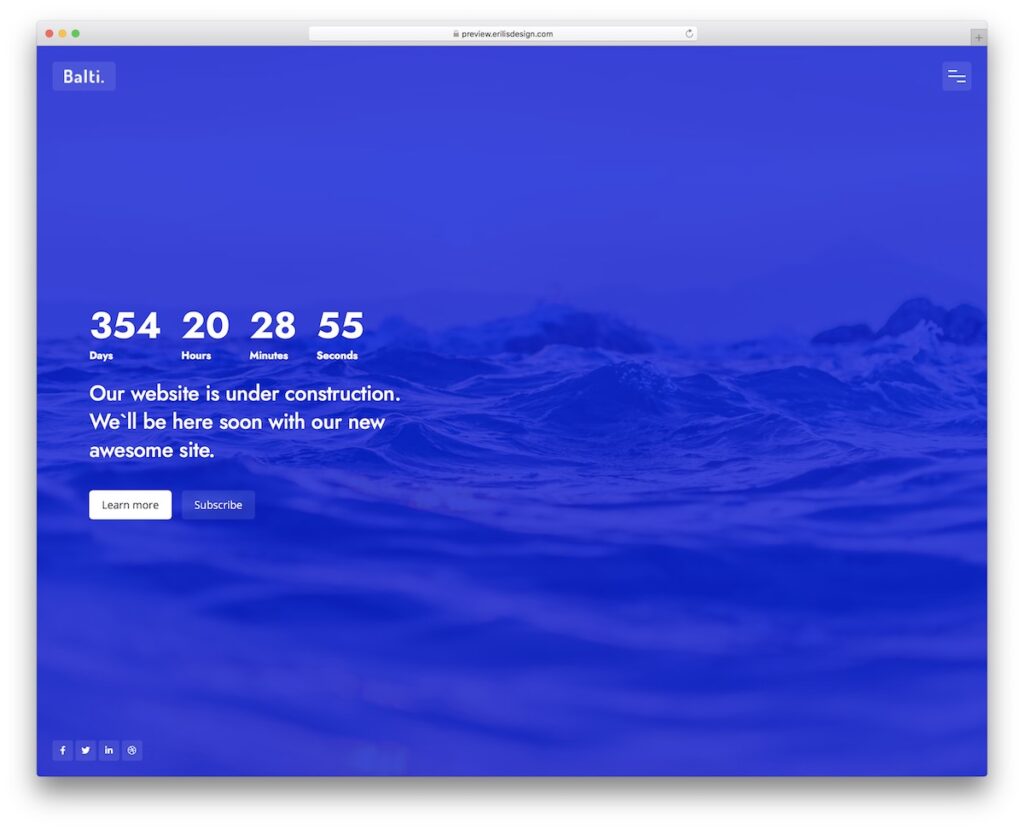 preview.erilisdesign.com
Balti.
354 20 28 55
Days Hours Minutes Seconds
Our website is under construction.
We`ll be here soon with our new
awesome site.
Learn more Subscribe